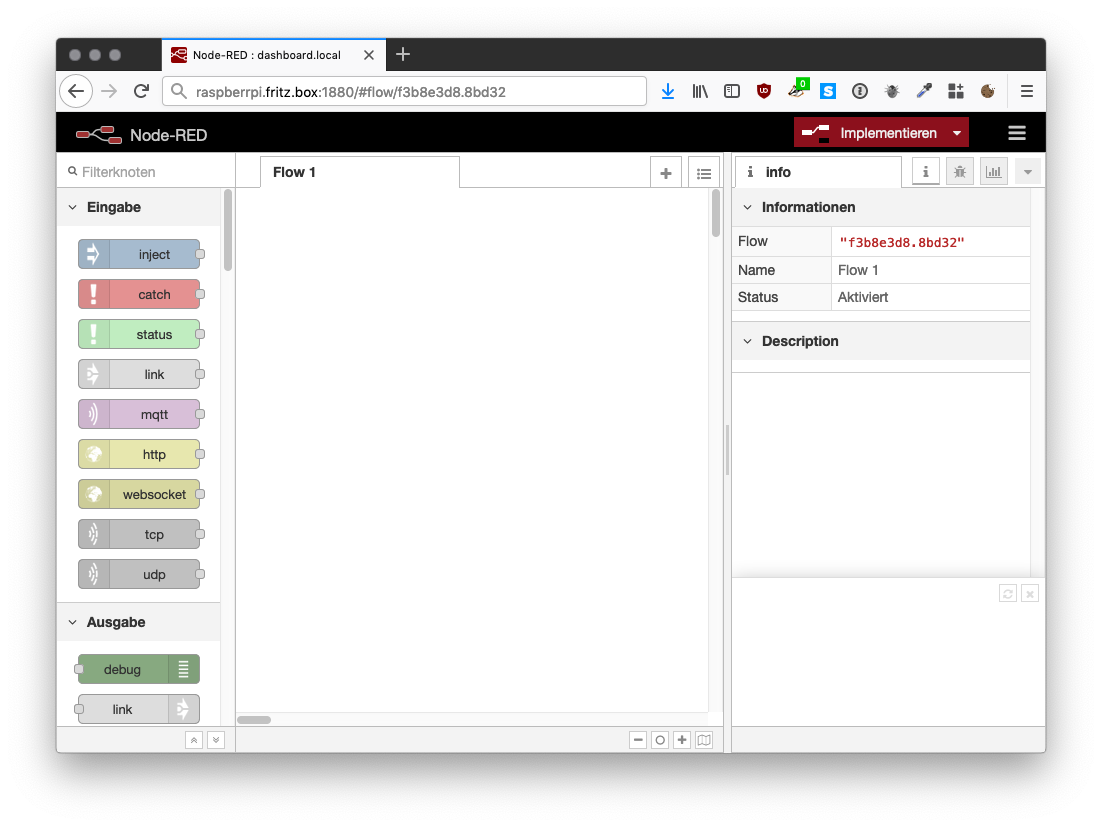 Node-RED : dashboard.local
raspberrpi.fritz.box:1880/#flow/f3b8e3d8.8bd32
0
Node-RED
Implementieren
Filterknoten
Flow 1
info
Eingabe
inject
catch
status
link
mqtt
http
websocket
tcp
udp
Ausgabe
debug
link
Informationen
Flow "f3b8e3d8.8bd32"
Name Flow 1
Status Aktiviert
Description